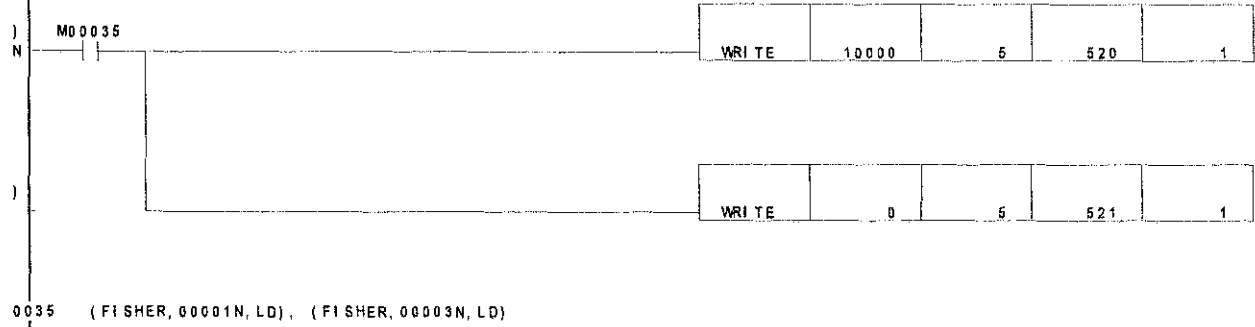 )
M00035
N
WRITE 10000 5 520 1
)
WRITE 0 5 521 1
0035 (FISHER,00001N,LD), (FISHER,00003N,LD)